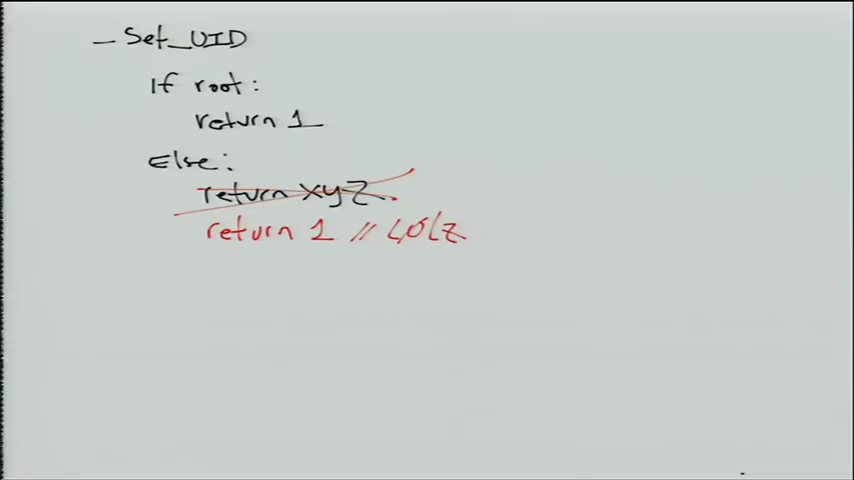 - Set_UID
If root:
return 1
Else:
return xyz
return 1 // LOLZ